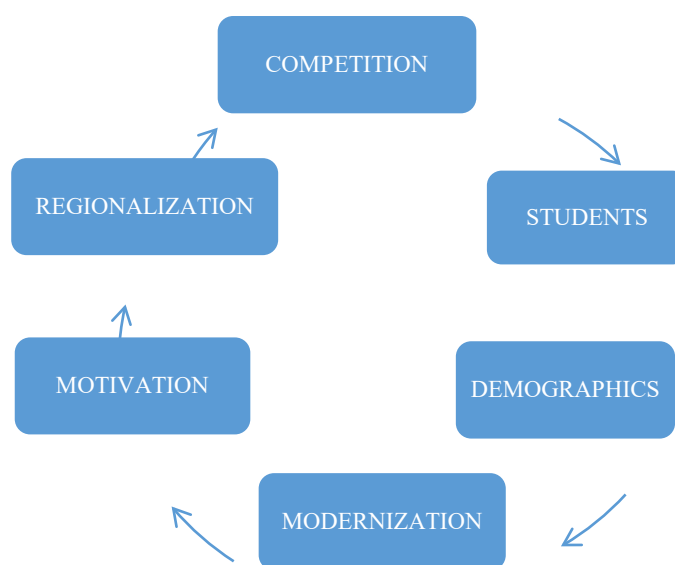 COMPETITION
STUDENTS
DEMOGRAPHICS
MODERNIZATION
MOTIVATION
REGIONALIZATION